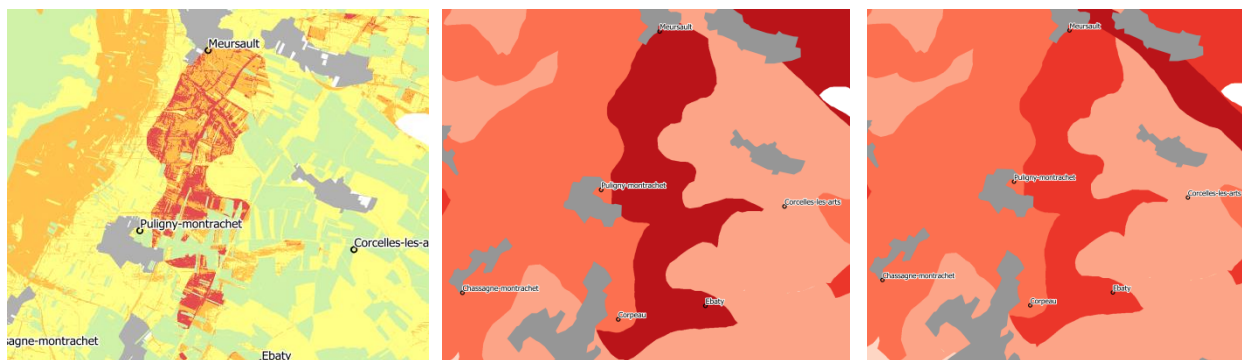 Meursault
Puligny-montrachet
Corcelles-les-a
sagne-montrachet
Ebaty
Meursault
Puligny-montrachet
Corcelles-les-arts
Chassagne-montrachet
Ebaty
Corpeau
Meursault
Puligny-montrachet
Corcelles-les-arts
Chassagne-montrachet
Ebaty
Corpeau